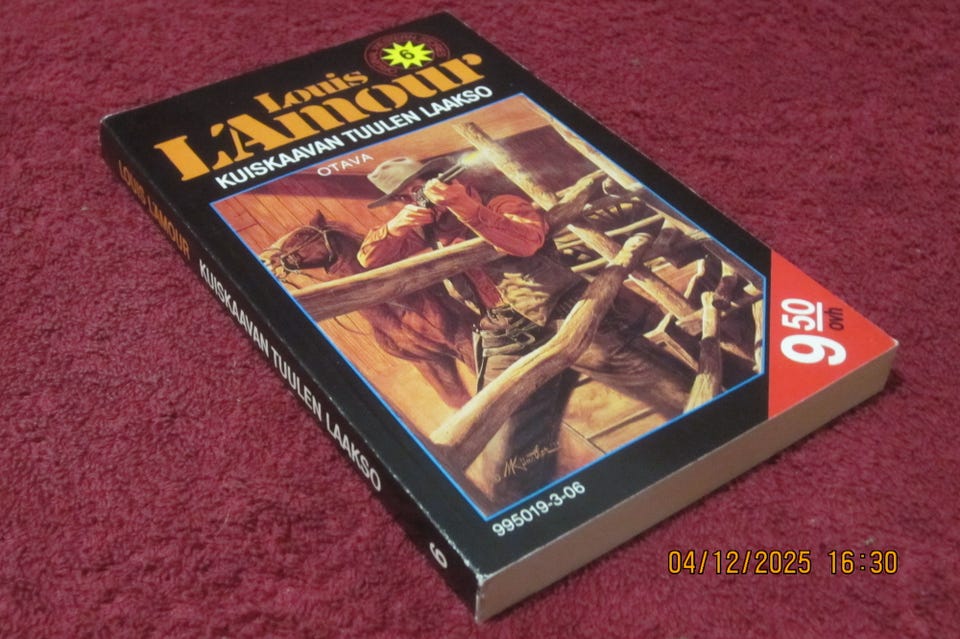 6
Louis
L'Amour
KUISKAAVAN TUULEN LAAKSO
OTAVA
9 50
ovh
995019-3-06
LOUIS L'AMOUR KUISKAAVAN TUULEN LAAKSO 6
04/12/2025 16:30